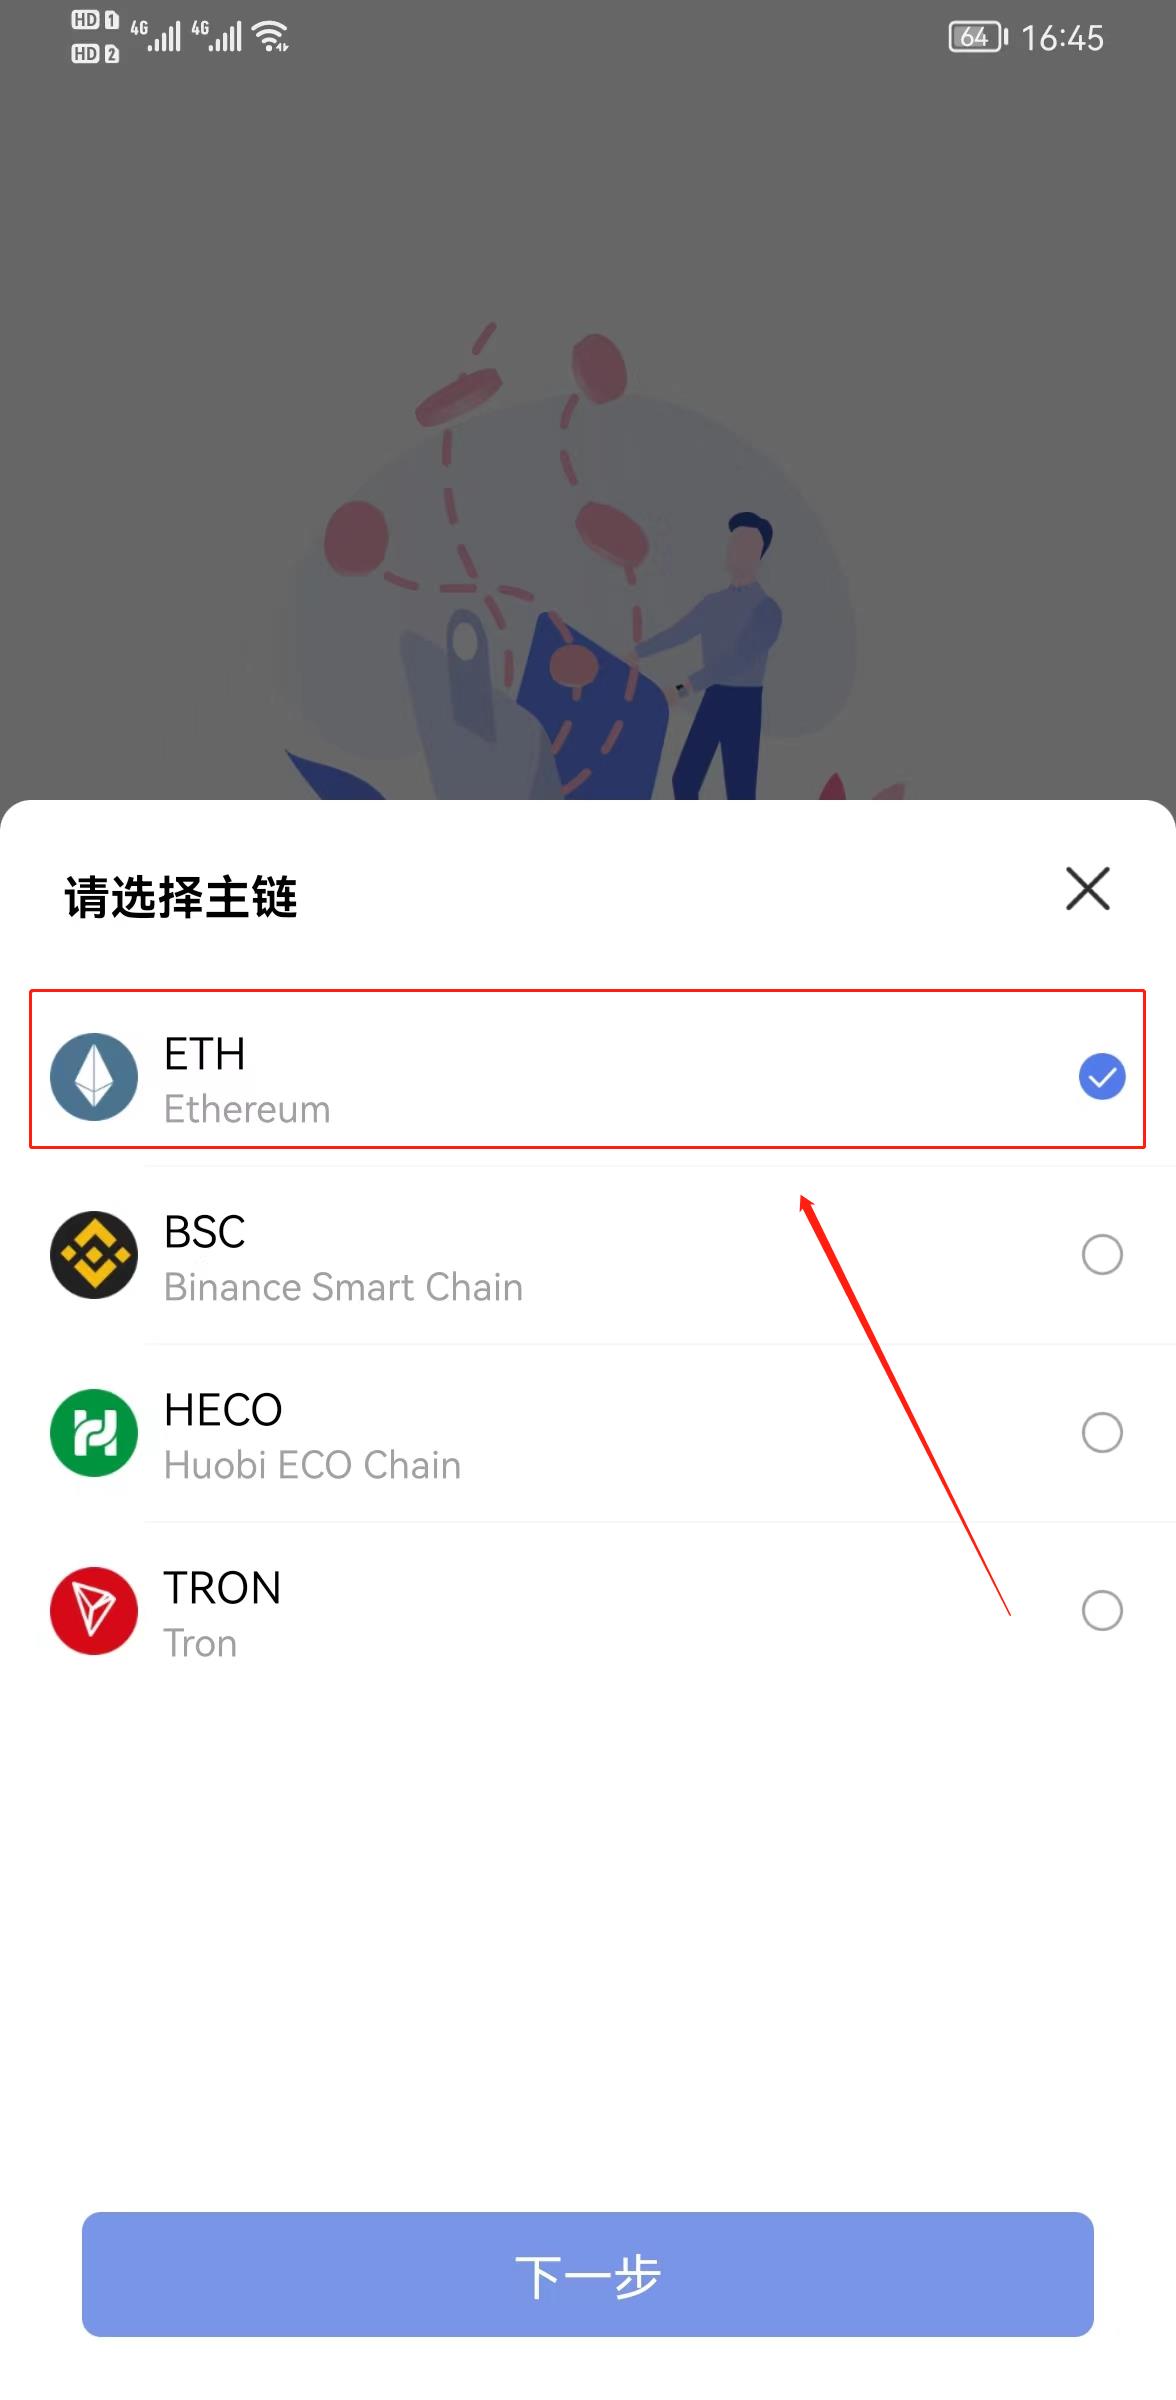 HD 1 4G 4G
HD 2
64 16:45
请选择主链
ETH
Ethereum
BSC
Binance Smart Chain
HECO
Huobi ECO Chain
TRON
Tron
下一步